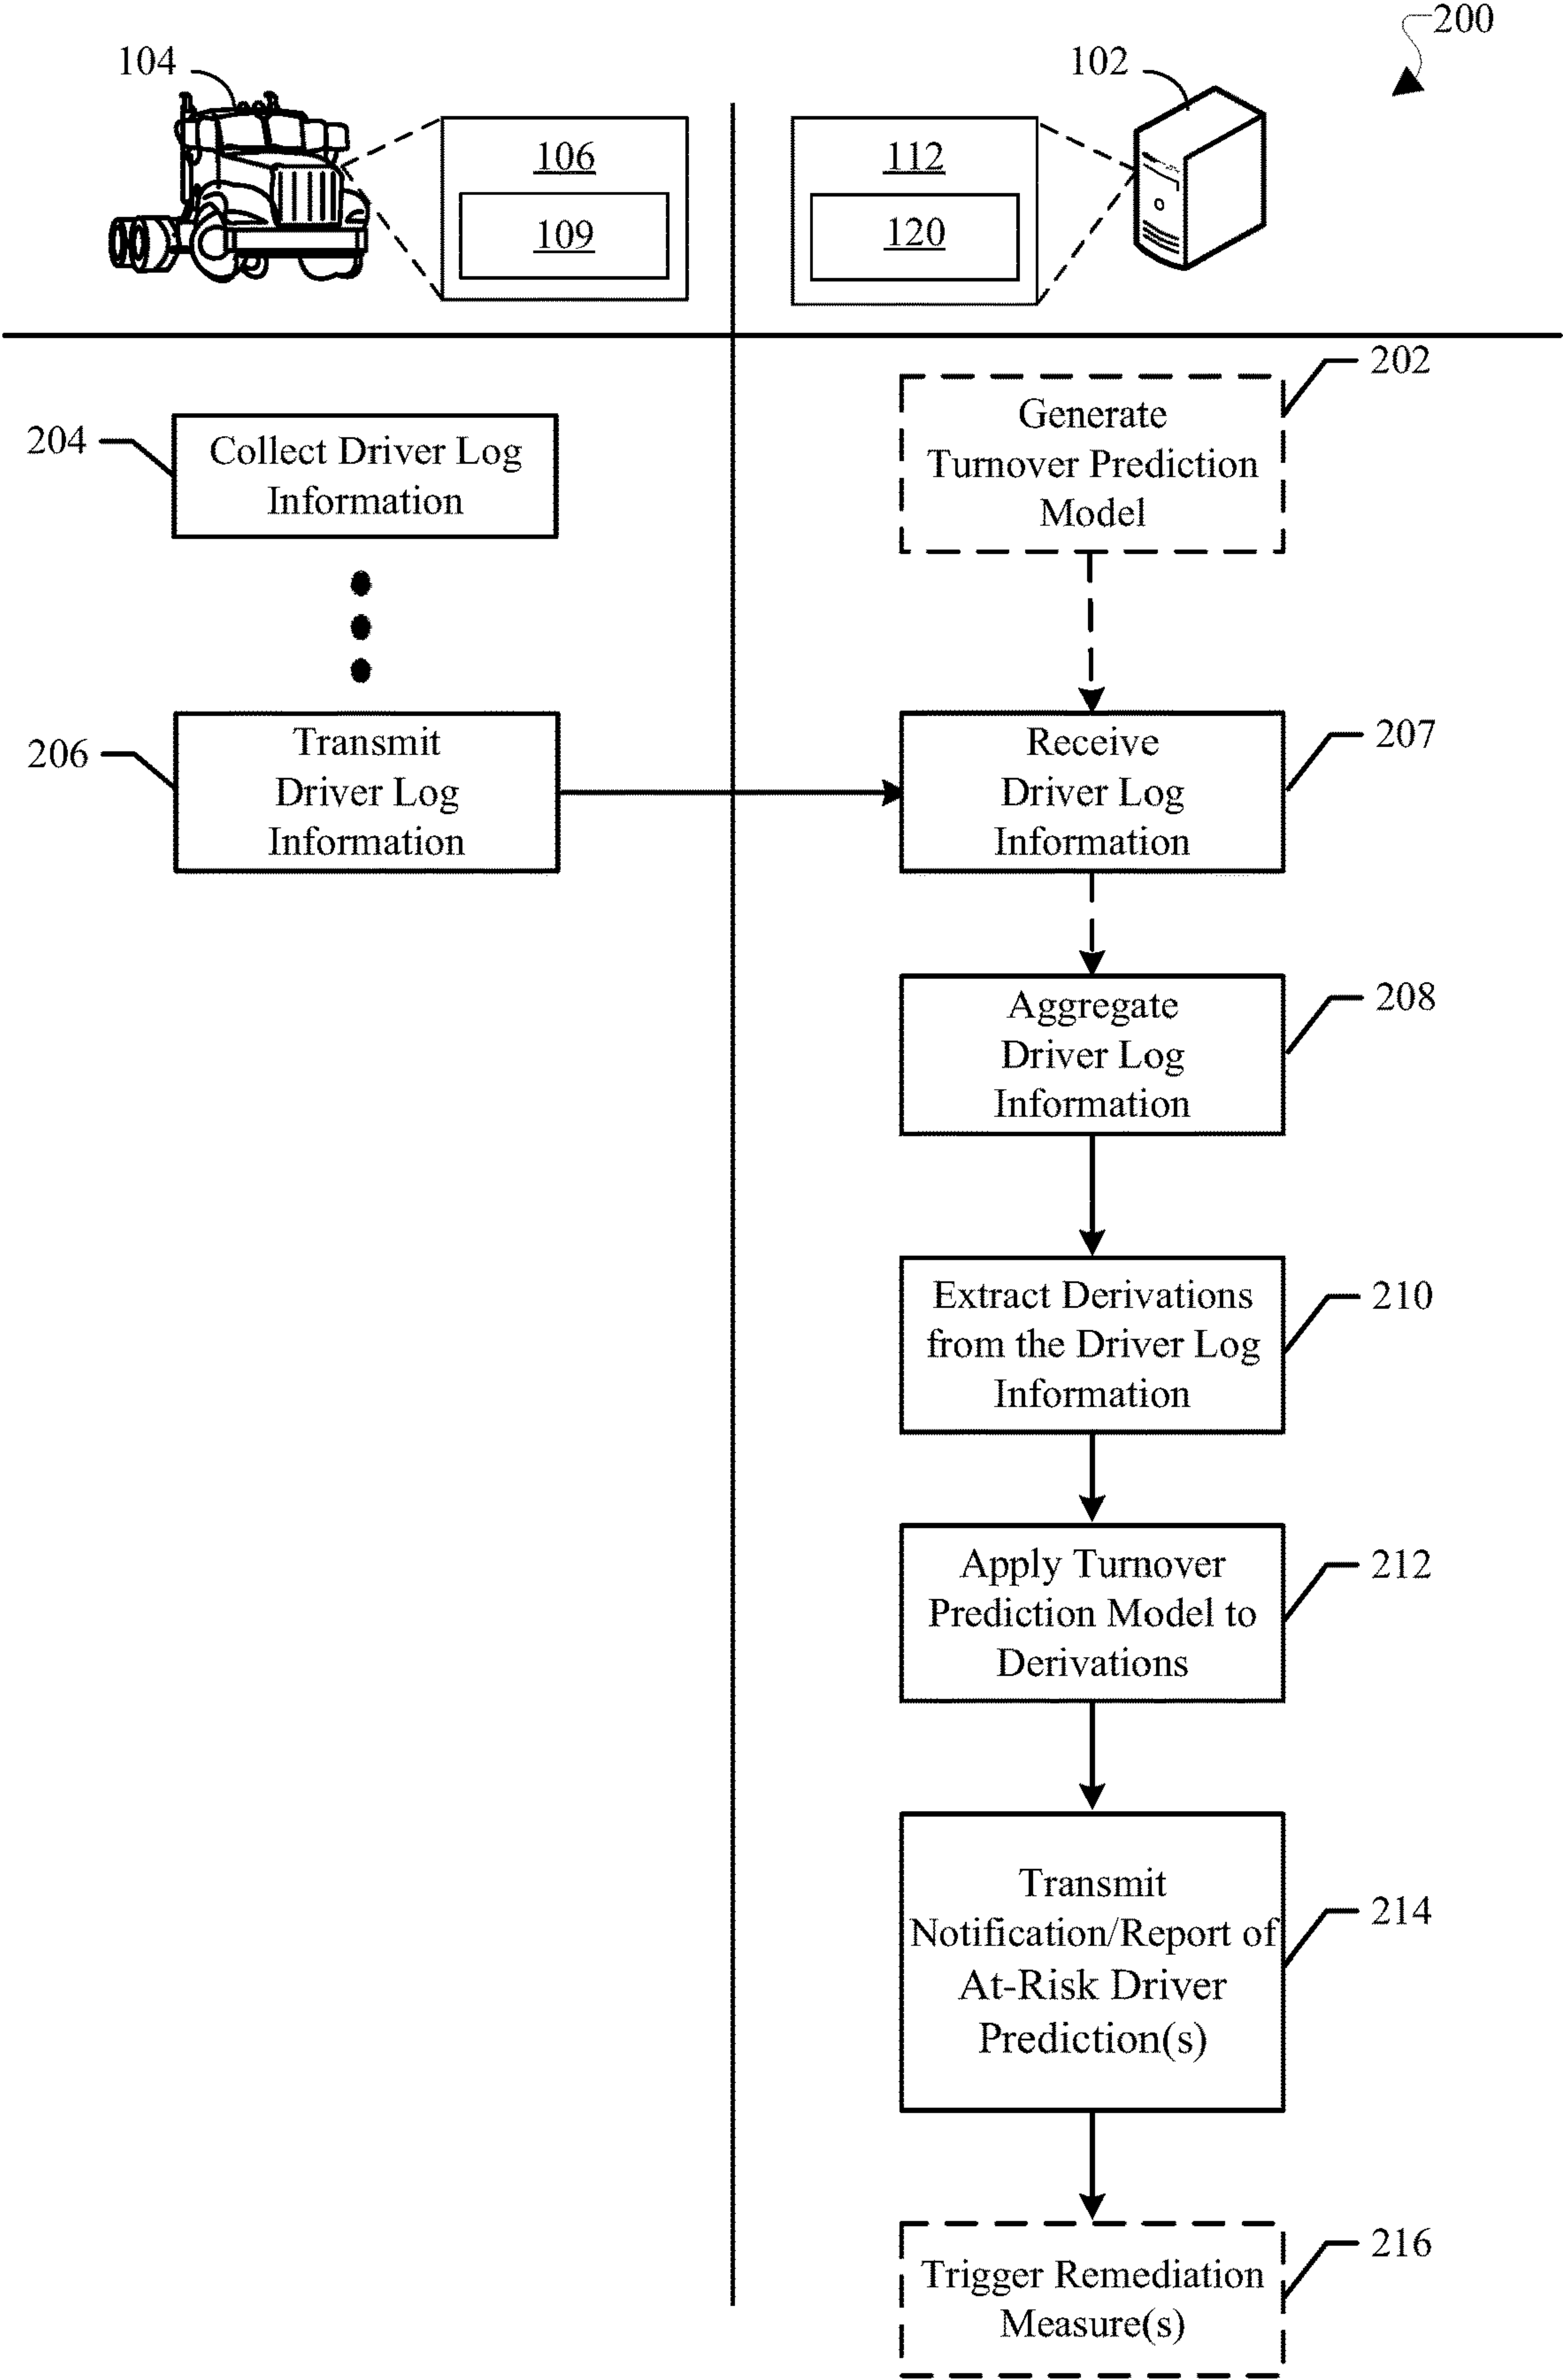 200
104
102
106
109
112
120
202
Generate
Turnover Prediction
Model
204
Collect Driver Log
Information
206
Transmit
Driver Log
Information
Receive
Driver Log
Information
207
Aggregate
Driver Log
Information
208
Extract Derivations
from the Driver Log
Information
210
Apply Turnover
Prediction Model to
Derivations
212
Transmit
Notification/Report of
At-Risk Driver
Prediction(s)
214
Trigger Remediation
Measure(s)
216